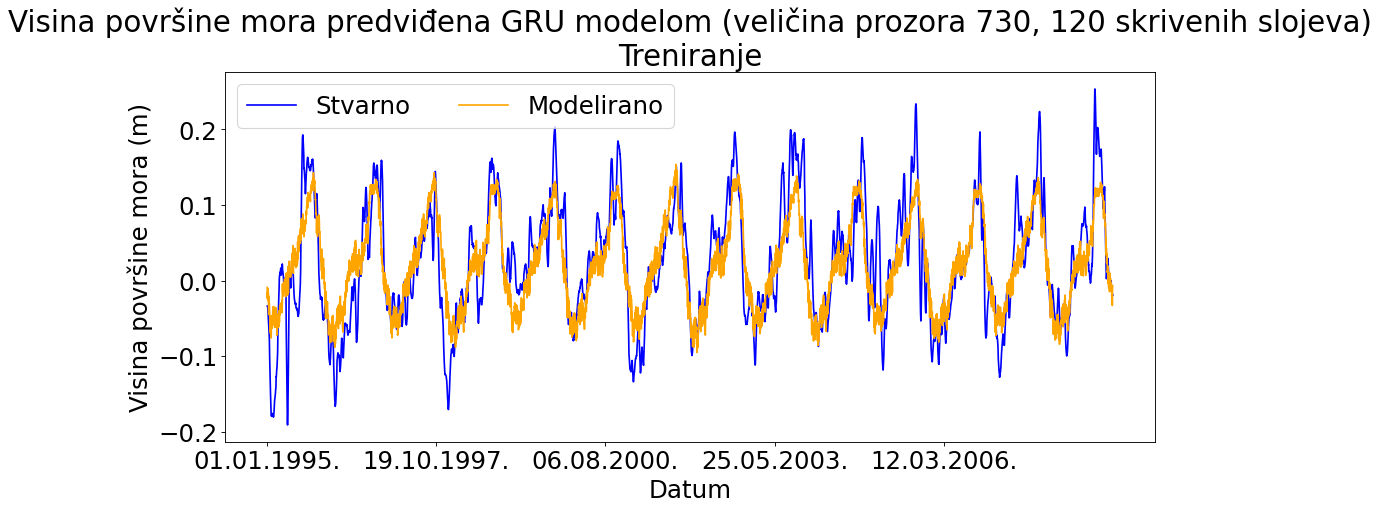 Visina površine mora predviđena GRU modelom (veličina prozora 730, 120 skrivenih slojeva)
Treniranje
Stvarno Modelirano
Visina površine mora (m)
0.2
0.1
0.0
−0.1
−0.2
01.01.1995. 19.10.1997. 06.08.2000. 25.05.2003. 12.03.2006.
Datum